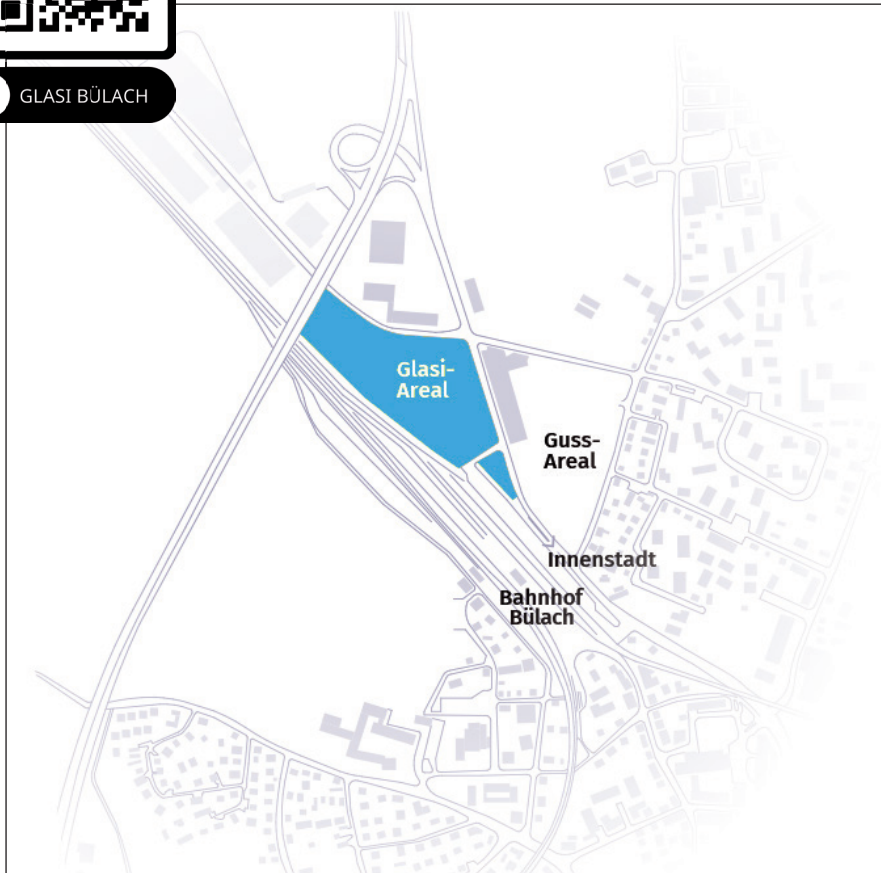 GLASI BÜLACH
Glasi-
Areal
Guss-
Areal
Innenstadt
Bahnhof
Bülach